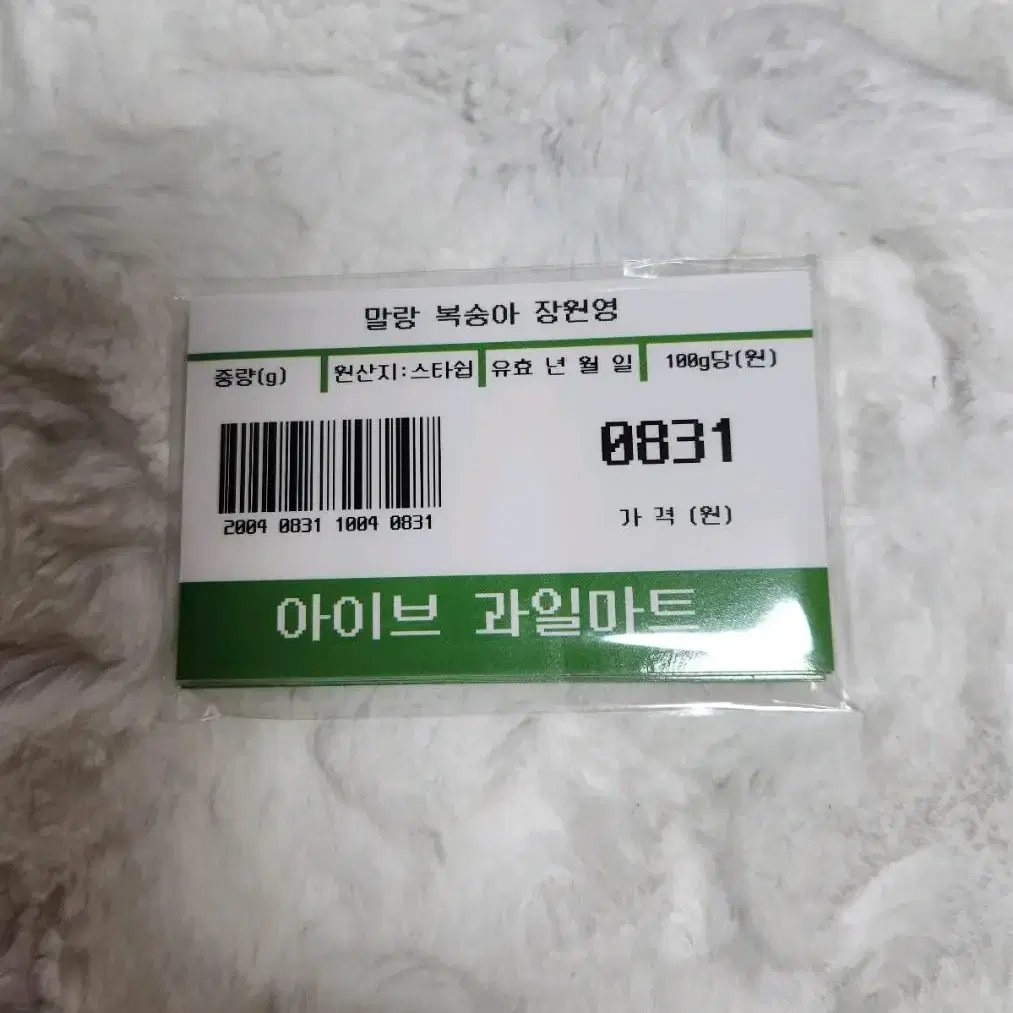 말랑 복숭아 장원영
중량(g) 원산지:스타쉽 유효 년 월 일 100g당(원)
0831
2004 0831 1004 0831
가 격 (원)
아이브 과일마트